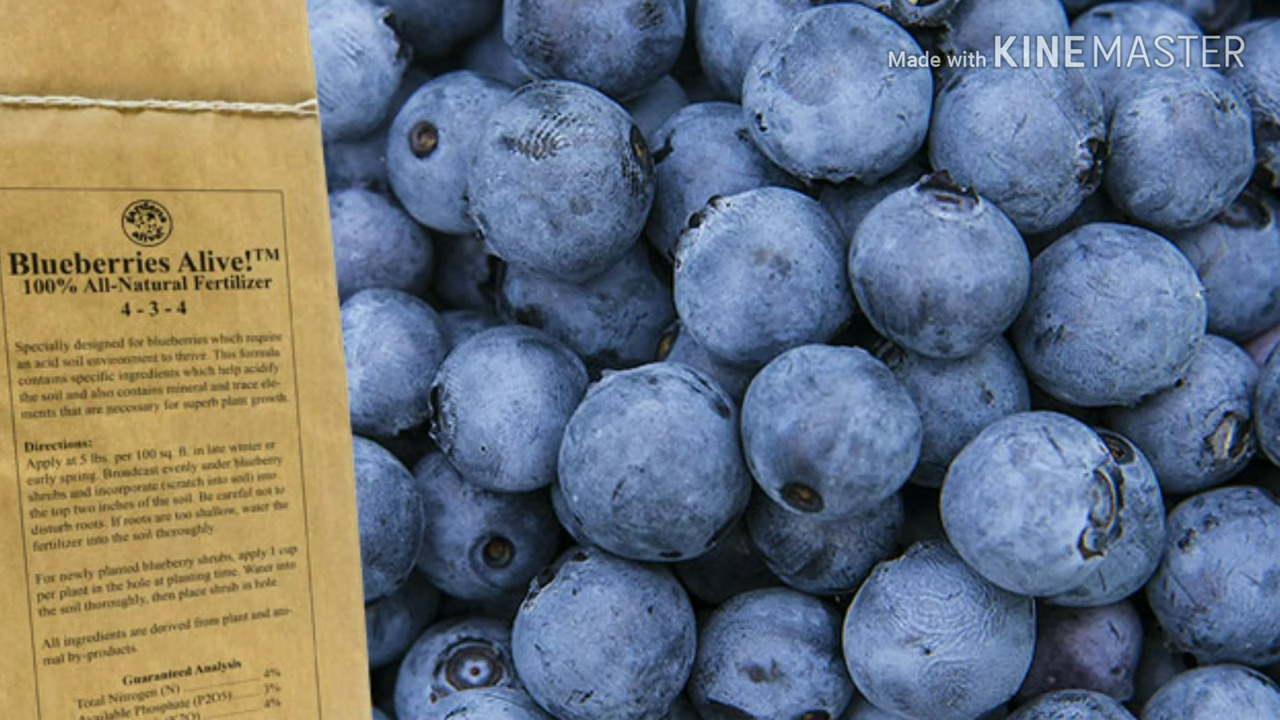 Made with KINEMASTER
gardens
alive!
Blueberries Alive!™
100% All-Natural Fertilizer
4 - 3 - 4
Specially designed for blueberries which require
an acid soil environment to thrive. This formula
contains specific ingredients which help acidify
the soil and also contains mineral and trace ele-
ments that are necessary for superb plant growth.
Directions:
Apply at 5 lbs. per 100 sq. ft. in late winter or
early spring. Broadcast evenly under blueberry
shrubs and incorporate (scratch into soil) into
the top two inches of the soil. Be careful not to
disturb roots. If roots are too shallow, water the
fertilizer into the soil thoroughly.
For newly planted blueberry shrubs, apply 1 cup
per plant in the hole at planting time. Water into
the soil thoroughly, then place shrub in hole.
All ingredients are derived from plant and ani-
mal by-products.
Guaranteed Analysis
Total Nitrogen (N) 4%
Available Phosphate (P2O5) 3%
4%